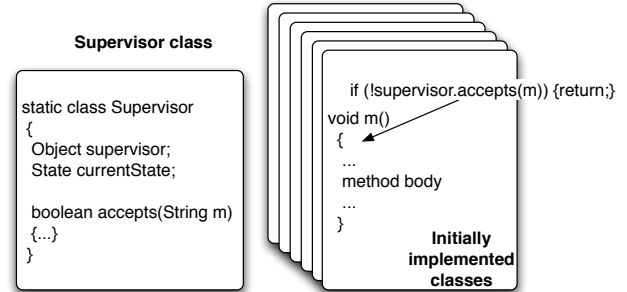 Supervisor class
static class Supervisor
{
Object supervisor;
State currentState;
boolean accepts(String m)
{...}
}
if (!supervisor.accepts(m)) {return;}
void m()
{
...
method body
...
}
Initially
implemented
classes